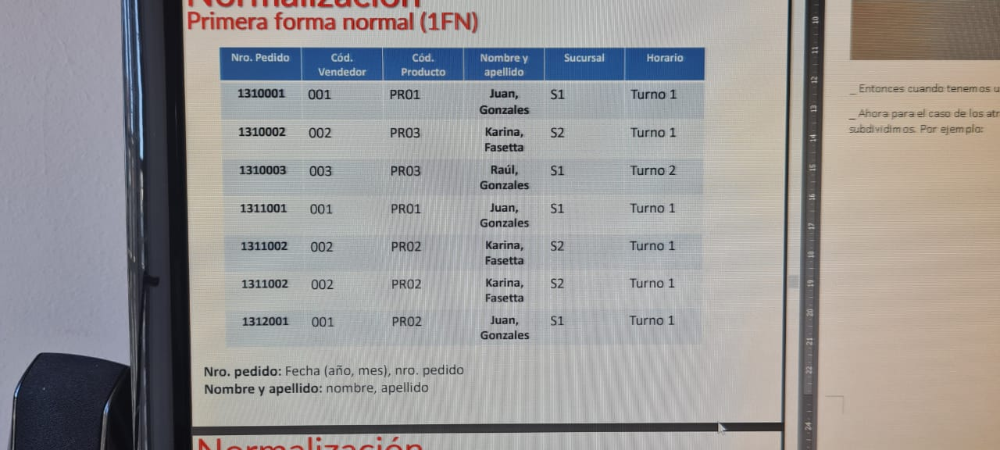 Normalización
Primera forma normal (1FN)
Nro. Pedido Cód. Vendedor Cód. Producto Nombre y apellido Sucursal Horario
1310001 001 PR01 Juan, Gonzales S1 Turno 1
1310002 002 PR03 Karina, Fasetta S2 Turno 1
1310003 003 PR03 Raúl, Gonzales S1 Turno 2
1311001 001 PR01 Juan, Gonzales S1 Turno 1
1311002 002 PR02 Karina, Fasetta S2 Turno 1
1311002 002 PR02 Karina, Fasetta S2 Turno 1
1312001 001 PR02 Juan, Gonzales S1 Turno 1
Nro. pedido: Fecha (año, mes), nro. pedido
Nombre y apellido: nombre, apellido
Normalización
10
11
12
13
14
15
16
17
18
19
20
21
22
24
_ Entonces cuando tenemos u
_ Ahora para el caso de los atr
subdividimos. Por ejemplo: